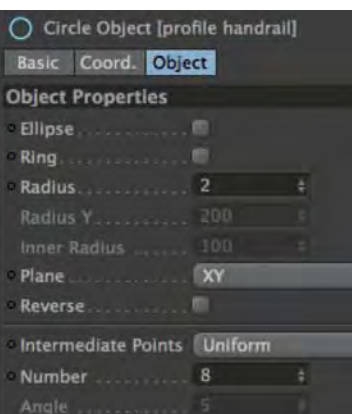 Circle Object [profile handrail]
Basic Coord. Object
Object Properties
Ellipse
Ring
Radius 2
Radius Y 200
Inner Radius 100
Plane XY
Reverse
Intermediate Points Uniform
Number 8
Angle 5